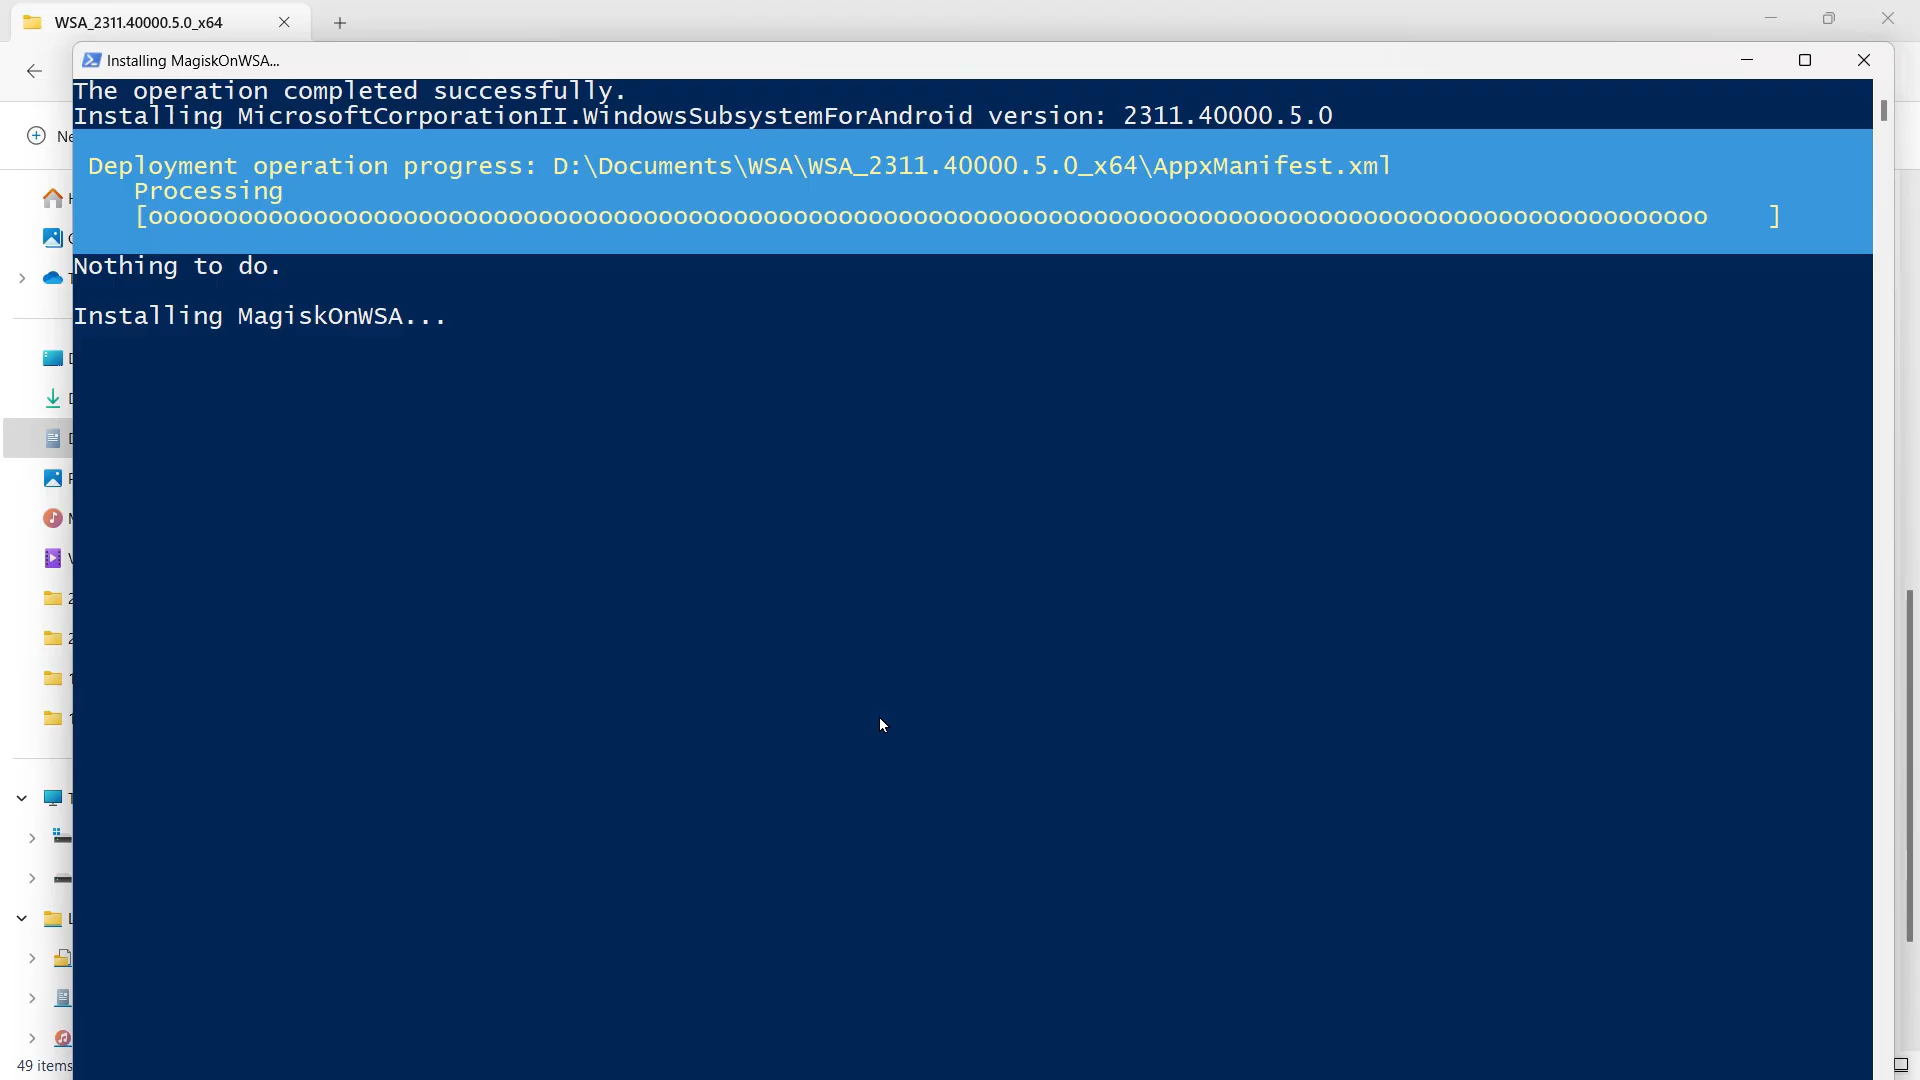 WSA_2311.40000.5.0_x64
Installing MagiskOnWSA...
The operation completed successfully.
Installing MicrosoftCorporationII.WindowsSubsystemForAndroid version: 2311.40000.5.0
Deployment operation progress: D:\Documents\WSA\WSA_2311.40000.5.0_x64\AppxManifest.xml
Processing
[oooooooooooooooooooooooooooooooooooooooooooooooooooooooooooooooooooooooooooooooooooooooooooooooooooooooo    ]
Nothing to do.
Installing MagiskOnWSA...
49 items